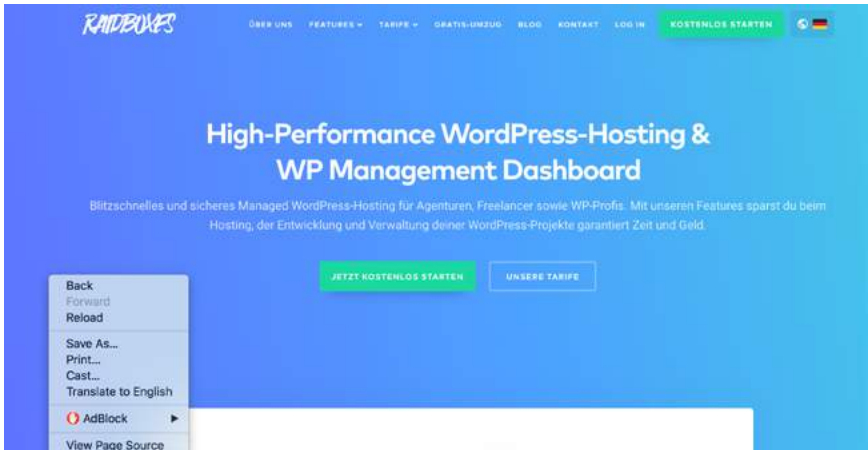 RAIDBOXES
ÜBER UNS FEATURES TARIFE GRATIS-UMZUG BLOG KONTAKT LOG IN KOSTENLOS STARTEN
High-Performance WordPress-Hosting &
WP Management Dashboard
Blitzschnelles und sicheres Managed WordPress-Hosting für Agenturen, Freelancer sowie WP-Profis. Mit unseren Features sparst du beim
Hosting, der Entwicklung und Verwaltung deiner WordPress-Projekte garantiert Zeit und Geld.
JETZT KOSTENLOS STARTEN UNSERE TARIFE
Back
Forward
Reload
Save As...
Print...
Cast...
Translate to English
AdBlock
View Page Source